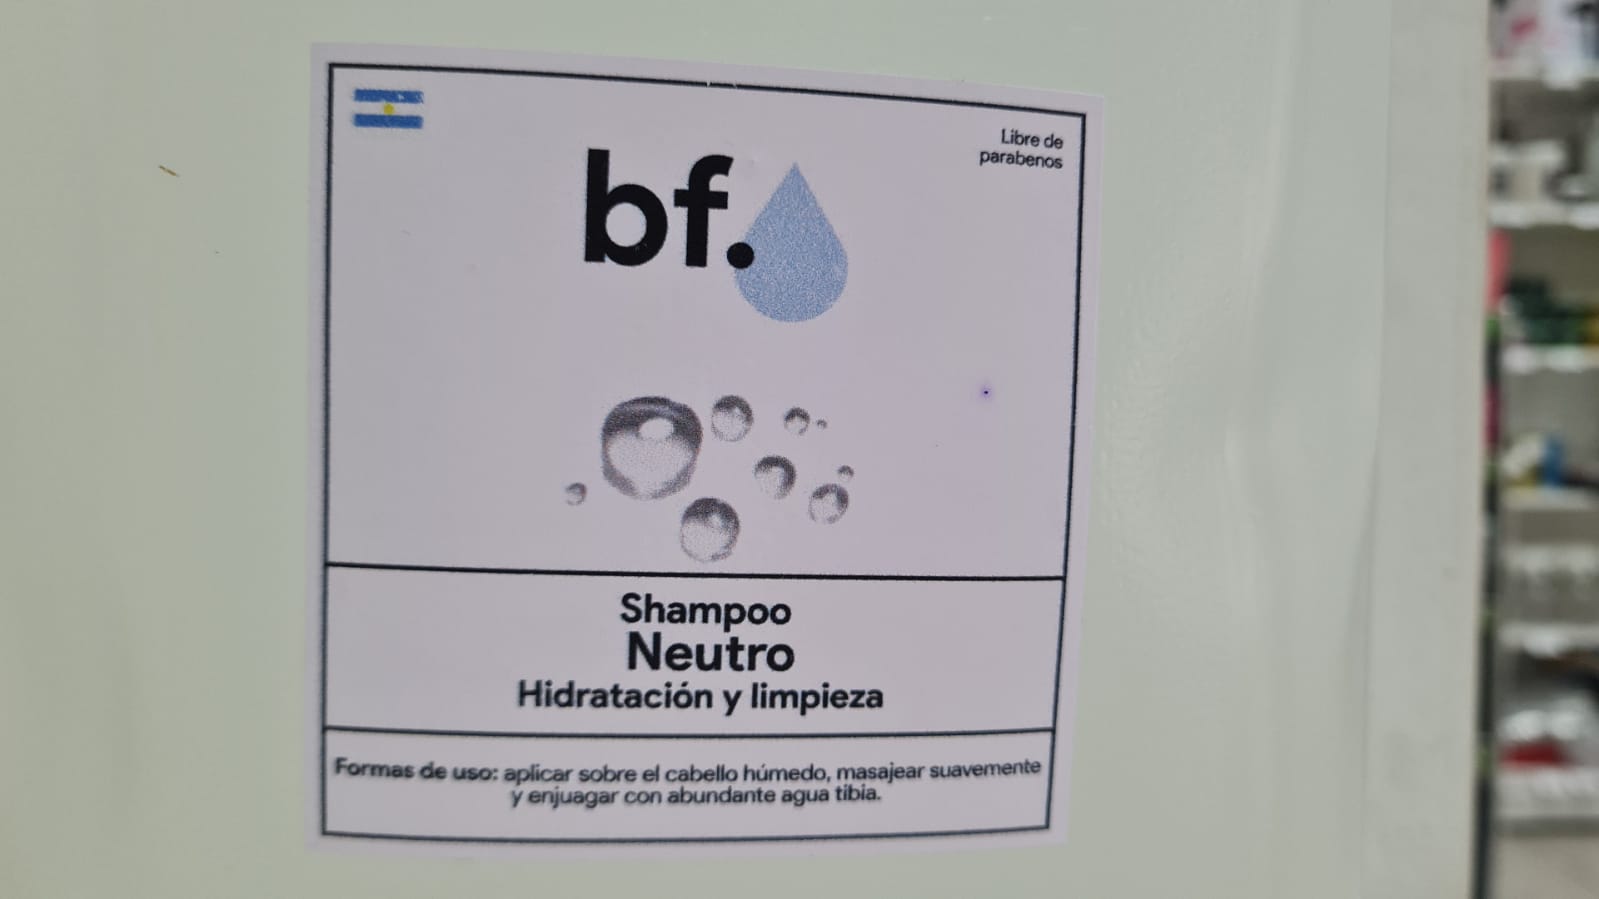 Libre de
parabenos
bf.
Shampoo
Neutro
Hidratación y limpieza
Formas de uso: aplicar sobre el cabello húmedo, masajear suavemente
y enjuagar con abundante agua tibia.